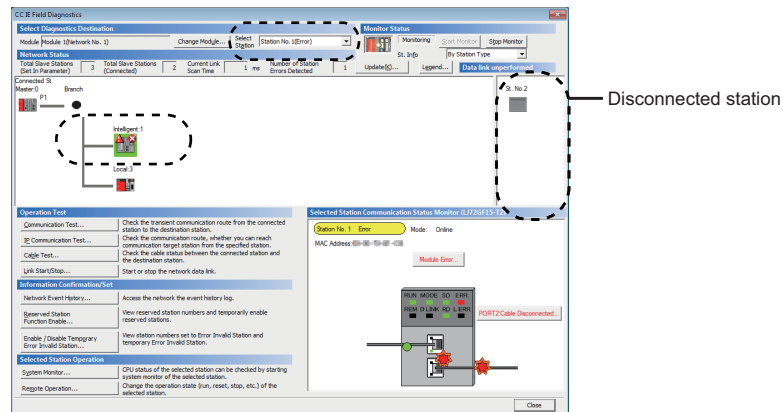 CC IE Field Diagnostics
Select Diagnostics Destination
Module Module 1(Network No. 1)
Change Module...
Select Station
Station No.1(Error)
Monitor Status
Monitoring
Start Monitor
Stop Monitor
St. Info
By Station Type
Network Status
Total Slave Stations (Set In Parameter) 3
Total Slave Stations (Connected) 2
Current Link Scan Time 1 ms
Number of Station Errors Detected 1
Update(K)...
Legend...
Data link unperformed
Connected St.
Master:0
Branch
P1
Intelligent:1
Local:3
St. No.2
Disconnected station
Operation Test
Communication Test...
Check the transient communication route from the connected station to the destination station.
IP Communication Test...
Check the communication route, whether you can reach communication target station from the specified station.
Cable Test...
Check the cable status between the connected station and the destination station.
Link Start/Stop...
Start or stop the network data link.
Information Confirmation/Set
Network Event History...
Access the network the event history log.
Reserved Station Function Enable...
View reserved station numbers and temporarily enable reserved stations.
Enable / Disable Temporary Error Invalid Station...
View station numbers set to Error Invalid Station and temporary Error Invalid Station.
Selected Station Operation
System Monitor...
CPU status of the selected station can be checked by starting system monitor of the selected station.
Remote Operation...
Change the operation state (run, reset, stop, etc.) of the selected station.
Selected Station Communication Status Monitor (LJ72GF15-T2)
Station No. 1 Error
Mode: Online
MAC Address:
Module Error...
RUN MODE SD ERR.
REM D LINK RD L ERR
PORT2 Cable Disconnected...
Close